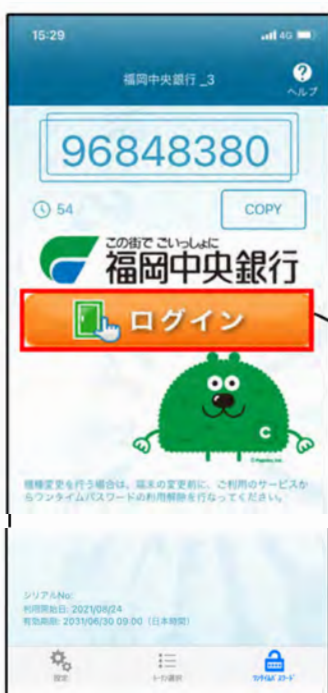 15:29
4G
福岡中央銀行 _3
?
ヘルプ
96848380
54
COPY
この街で ごいっしょに
福岡中央銀行
ログイン
C
機種変更を行う場合は、端末の変更前に、ご利用のサービスか
らワンタイムパスワードの利用解除を行なってください。
シリアルNo:
利用開始日: 2021/08/24
有効期限: 2031/06/30 09:00 (日本時間)
設定
トークン選択
ワンタイムパスワード